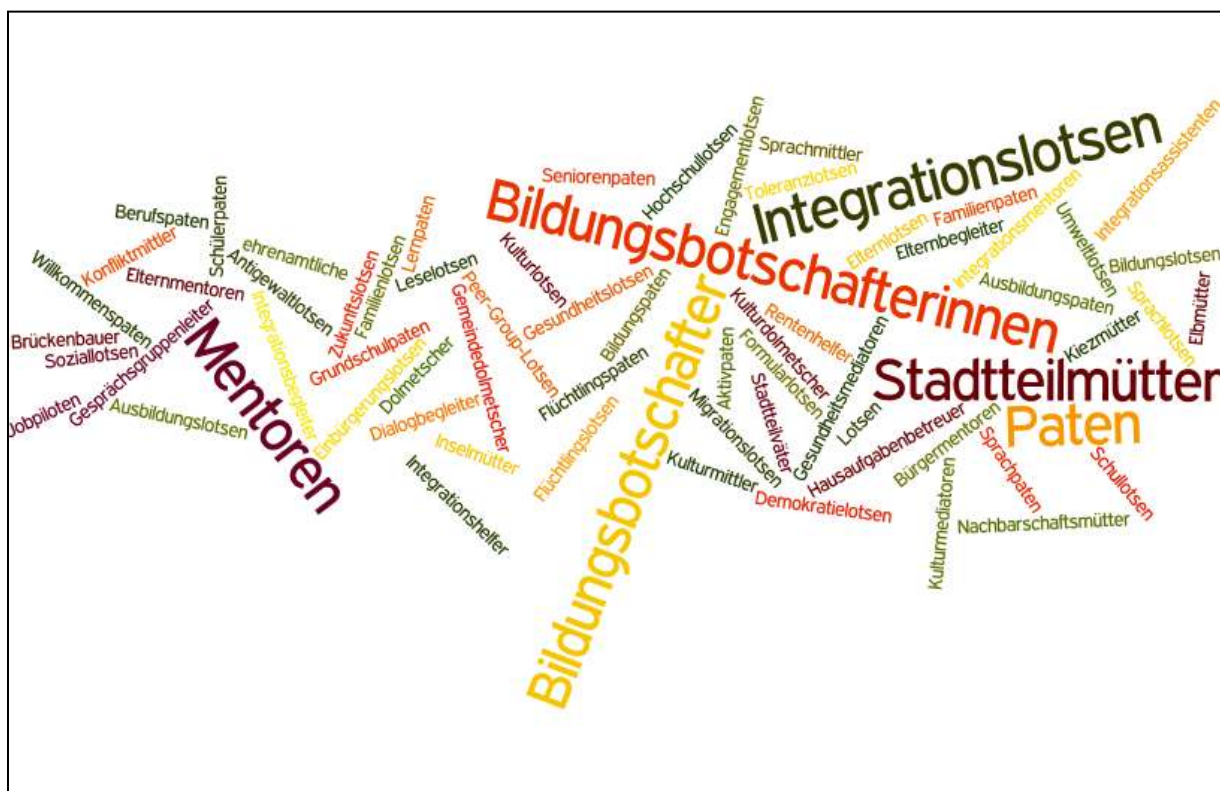 Berufspaten
Schülerpaten
Konfliktmittler
Willkommenspaten
Elternmentoren
ehrenamtliche
Antigewaltlotsen
Brückenbauer
Soziallotsen
Jobpiloten
Gesprächsgruppenleiter
Ausbildungslotsen
Mentoren
Integrationsbegleiter
Einbürgerungslotsen
Zukunftslotsen
Familienlotsen
Lernpaten
Leselotsen
Grundschulpaten
Dolmetscher
Dialogbegleiter
Inselmütter
Integrationshelfer
Gemeindedolmetscher
Peer-Group-Lotsen
Seniorenpaten
Hochschullotsen
Engagementlotsen
Sprachmittler
Toleranzlotsen
Bildungsbotschafterinnen
Integrationslotsen
Kulturlotsen
Gesundheitslotsen
Bildungspaten
Flüchtlingspaten
Flüchtlingslotsen
Bildungsbotschafter
Elternlotsen
Familienpaten
Elternbegleiter
Integrationsmentoren
Integrationsassistenten
Umweltlotsen
Bildungslotsen
Ausbildungspaten
Sprachlotsen
Elbmütter
Kiezmütter
Kulturdolmetscher
Rentenhelfer
Formularlotsen
Aktivpaten
Stadtteilväter
Migrationslotsen
Gesundheitsmediatoren
Lotsen
Stadtteilmütter
Paten
Kulturmittler
Demokratielotsen
Hausaufgabenbetreuer
Bürgermentoren
Sprachpaten
Schullotsen
Kulturmediatoren
Nachbarschaftsmütter